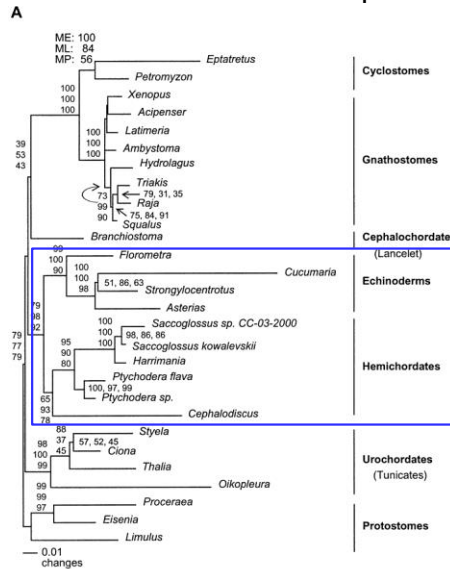 A
ME: 100
ML: 84
MP: 56
Eptatretus
Petromyzon
Cyclostomes
100
100
100
Xenopus
Acipenser
Latimeria
100
100
100
Ambystoma
Hydrolagus
Gnathostomes
39
53
43
Triakis
79, 31, 35
73
99
90
Raja
75, 84, 91
Squalus
Branchiostoma
Cephalochordate
(Lancelet)
99
100
90
Florometra
Cucumaria
100
100
98
51, 86, 63
Strongylocentrotus
Echinoderms
Asterias
79
98
92
Saccoglossus sp. CC-03-2000
100
100
100
98, 86, 86
Saccoglossus kowalevskii
95
90
80
Harrimania
Hemichordates
Ptychodera flava
100, 97, 99
Ptychodera sp.
79
77
79
65
93
78
Cephalodiscus
88
37
45
Styela
57, 52, 45
Ciona
98
100
99
Thalia
Urochordates
(Tunicates)
Oikopleura
99
99
97
Proceraea
Eisenia
Protostomes
Limulus
0.01
changes